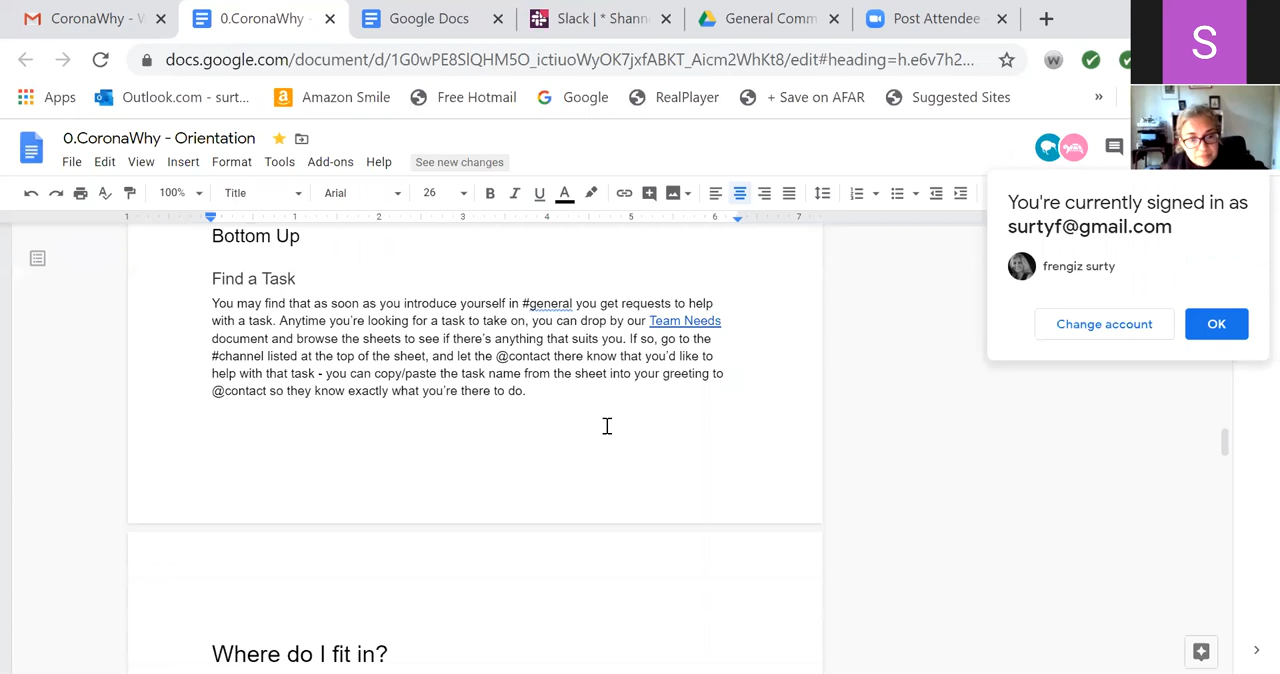 CoronaWhy - W
0.CoronaWhy -
Google Docs
Slack | * Shann
General Comm
Post Attendee
docs.google.com/document/d/1G0wPE8SlQHM5O_ictiuoWyOK7jxfABKT_Aicm2WhKt8/edit#heading=h.e6v7h2...
Apps
Outlook.com - surt...
Amazon Smile
Free Hotmail
Google
RealPlayer
+ Save on AFAR
Suggested Sites
»
S
0.CoronaWhy - Orientation
File Edit View Insert Format Tools Add-ons Help See new changes
100% Title Arial 26 B I U A
1 1 2 3 4 5 6 7
You're currently signed in as
surtyf@gmail.com
frengiz surty
Change account OK
Bottom Up
Find a Task
You may find that as soon as you introduce yourself in #general you get requests to help
with a task. Anytime you're looking for a task to take on, you can drop by our Team Needs
document and browse the sheets to see if there's anything that suits you. If so, go to the
#channel listed at the top of the sheet, and let the @contact there know that you'd like to
help with that task - you can copy/paste the task name from the sheet into your greeting to
@contact so they know exactly what you're there to do.
Where do I fit in?